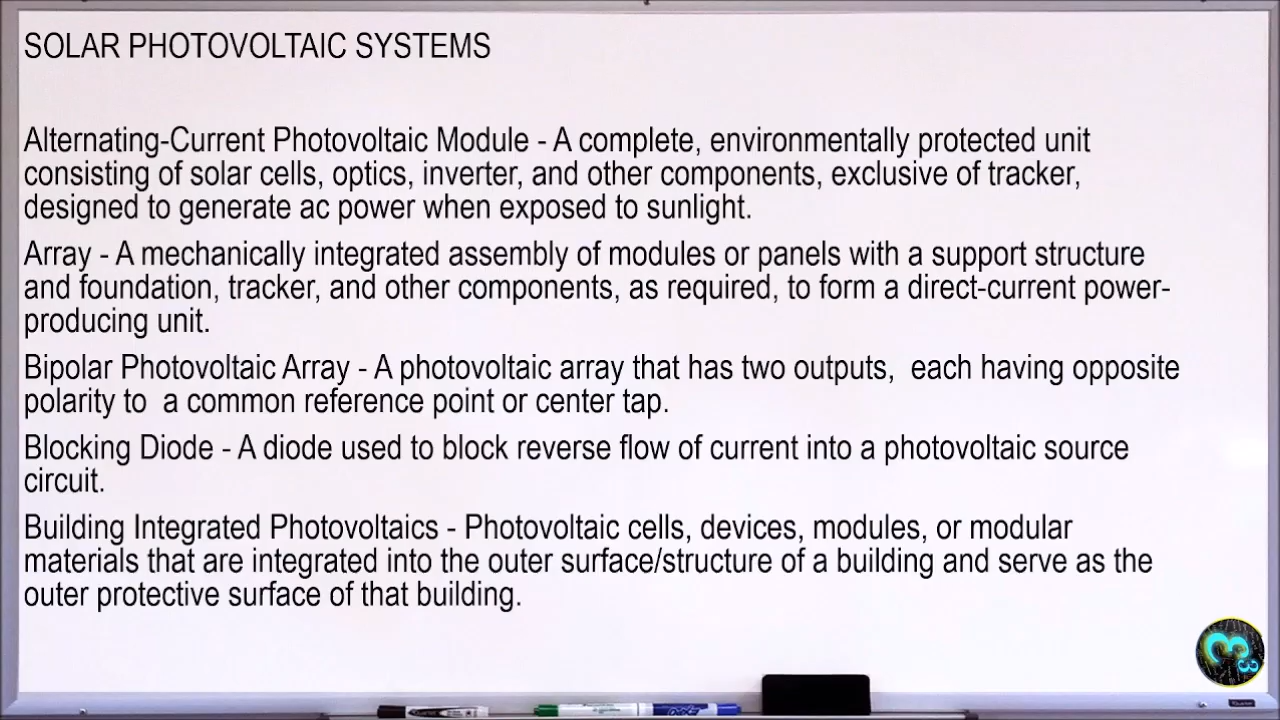 SOLAR PHOTOVOLTAIC SYSTEMS
Alternating-Current Photovoltaic Module - A complete, environmentally protected unit
consisting of solar cells, optics, inverter, and other components, exclusive of tracker,
designed to generate ac power when exposed to sunlight.
Array - A mechanically integrated assembly of modules or panels with a support structure
and foundation, tracker, and other components, as required, to form a direct-current power-
producing unit.
Bipolar Photovoltaic Array - A photovoltaic array that has two outputs,  each having opposite
polarity to  a common reference point or center tap.
Blocking Diode - A diode used to block reverse flow of current into a photovoltaic source
circuit.
Building Integrated Photovoltaics - Photovoltaic cells, devices, modules, or modular
materials that are integrated into the outer surface/structure of a building and serve as the
outer protective surface of that building.